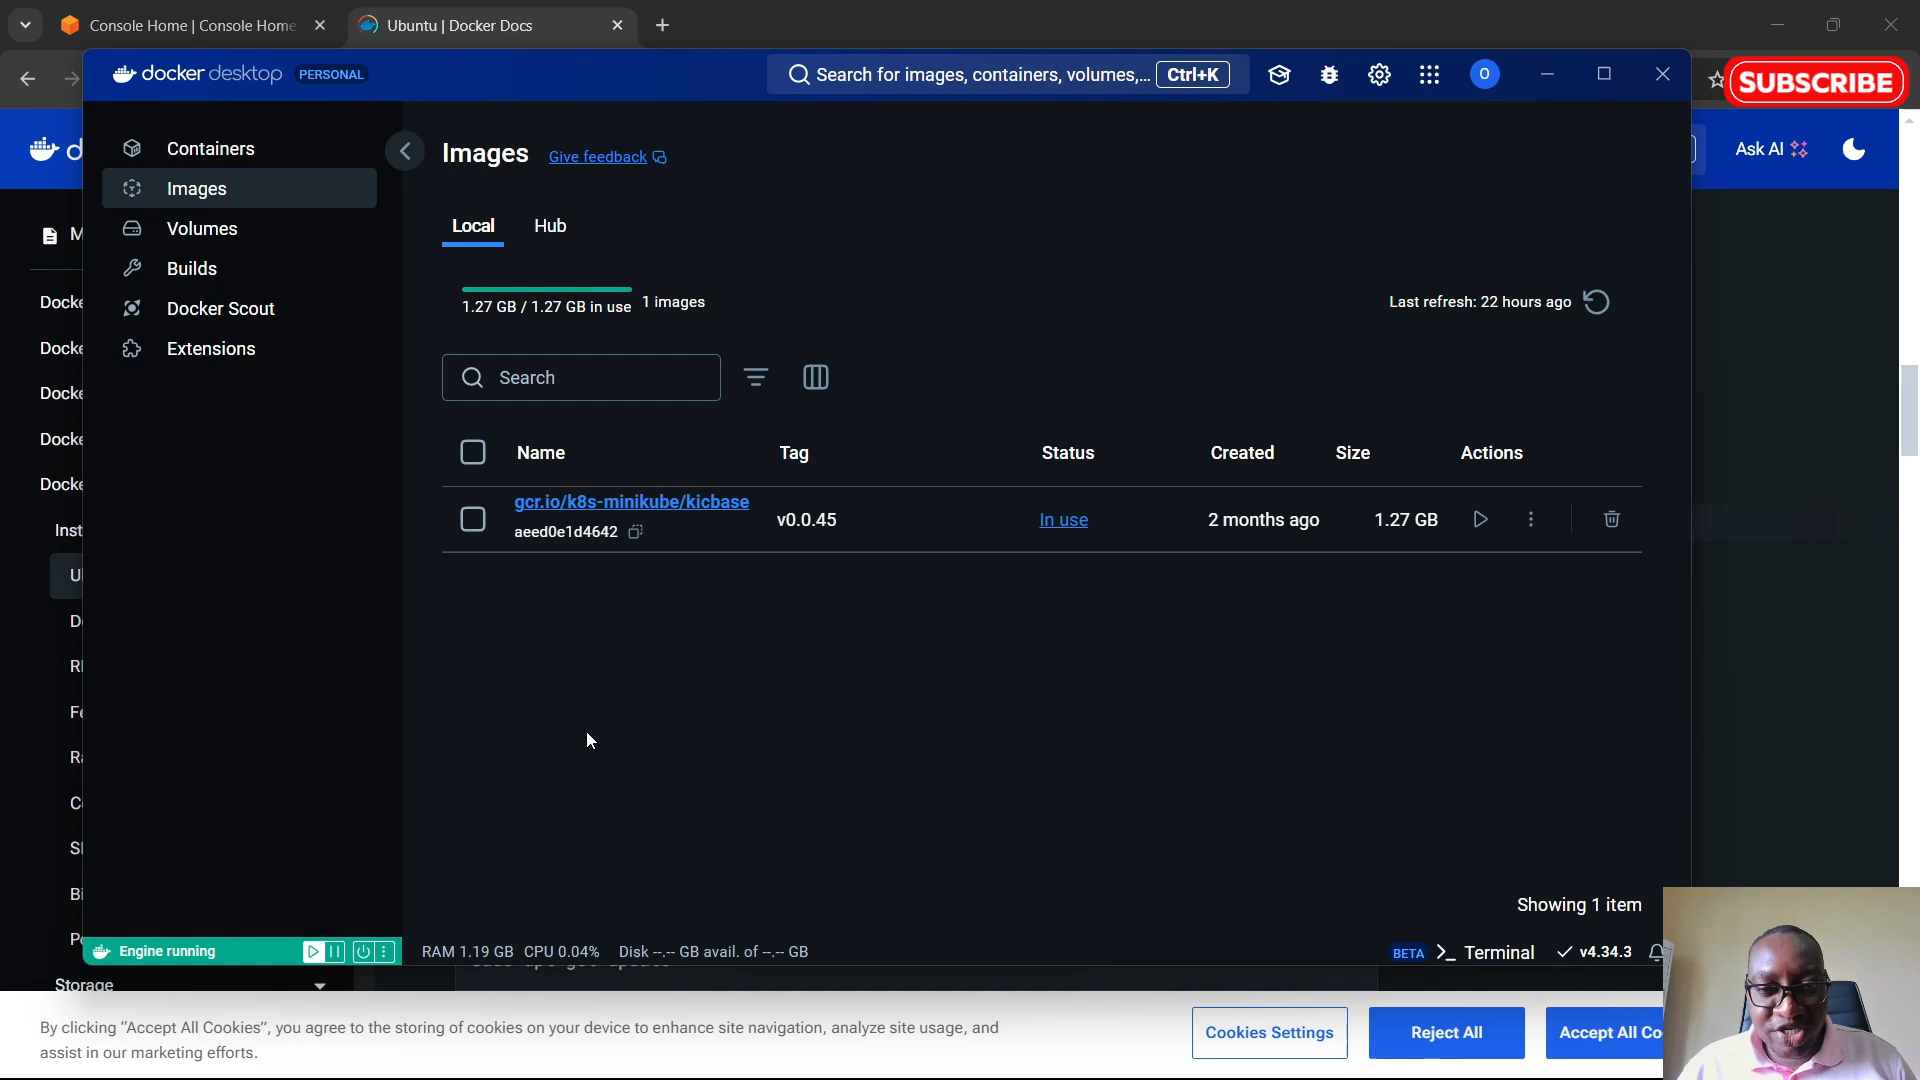 Console Home | Console Home
Ubuntu | Docker Docs
docker desktop PERSONAL
Search for images, containers, volumes,... Ctrl+K
O
SUBSCRIBE
Ask AI
Containers
Images
Volumes
Builds
Docker Scout
Extensions
Images Give feedback
Local Hub
1.27 GB / 1.27 GB in use 1 images
Last refresh: 22 hours ago
Search
Name Tag Status Created Size Actions
gcr.io/k8s-minikube/kicbase
aeed0e1d4642
v0.0.45 In use 2 months ago 1.27 GB
Showing 1 item
Engine running
RAM 1.19 GB CPU 0.04% Disk --.-- GB avail. of --.-- GB
BETA Terminal v4.34.3
Storage
By clicking “Accept All Cookies”, you agree to the storing of cookies on your device to enhance site navigation, analyze site usage, and
assist in our marketing efforts.
Cookies Settings
Reject All
Accept All Co